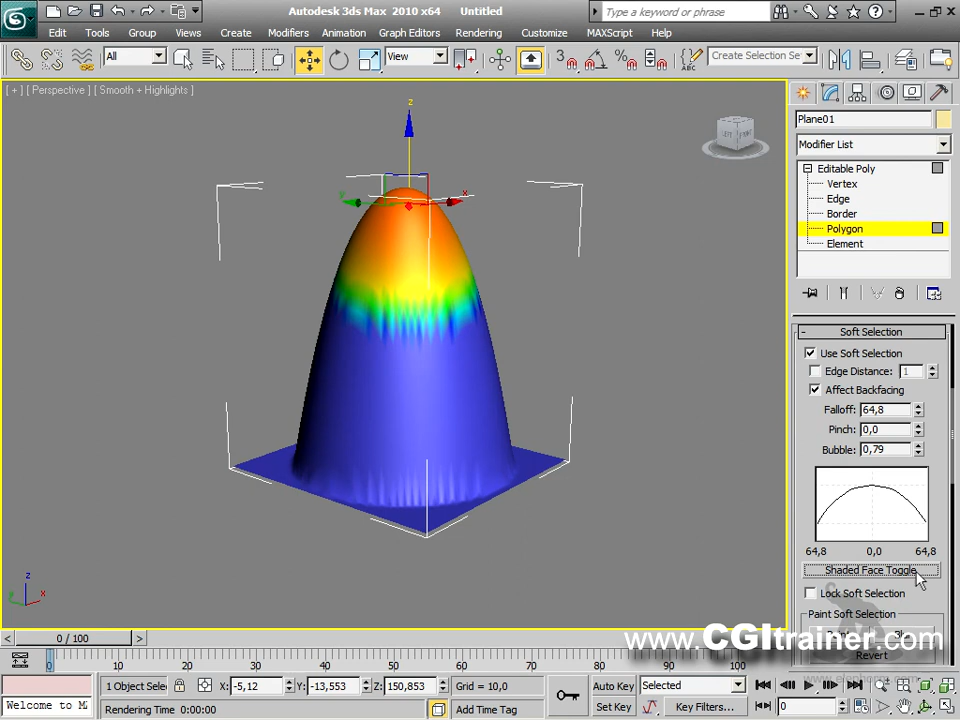 Autodesk 3ds Max 2010 x64 Untitled
Type a keyword or phrase
Edit Tools Group Views Create Modifiers Animation Graph Editors Rendering Customize MAXScript Help
All View 3 Create Selection Se
[ + ] [ Perspective ] [ Smooth + Highlights ]
z
y x
Plane01
Modifier List
Editable Poly
Vertex
Edge
Border
Polygon
Element
- Soft Selection
Use Soft Selection
Edge Distance: 1
Affect Backfacing
Falloff: 64,8
Pinch: 0,0
Bubble: 0,79
64,8 0,0 64,8
Shaded Face Toggle
Lock Soft Selection
Paint Soft Selection
Revert
z
x
www.CGItrainer.com
< 0 / 100 >
0 10 20 30 40 50 60 70 80 90 100
1 Object Sele X: -5,12 Y: -13,553 Z: 150,853 Grid = 10,0 Auto Key Selected
Welcome to M Rendering Time 0:00:00 Add Time Tag Set Key Key Filters... 0